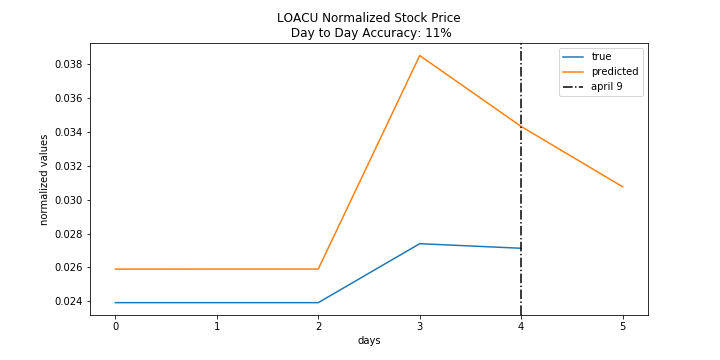 LOACU Normalized Stock Price
Day to Day Accuracy: 11%
true
predicted
april 9
normalized values
0.038
0.036
0.034
0.032
0.030
0.028
0.026
0.024
0 1 2 3 4 5
days